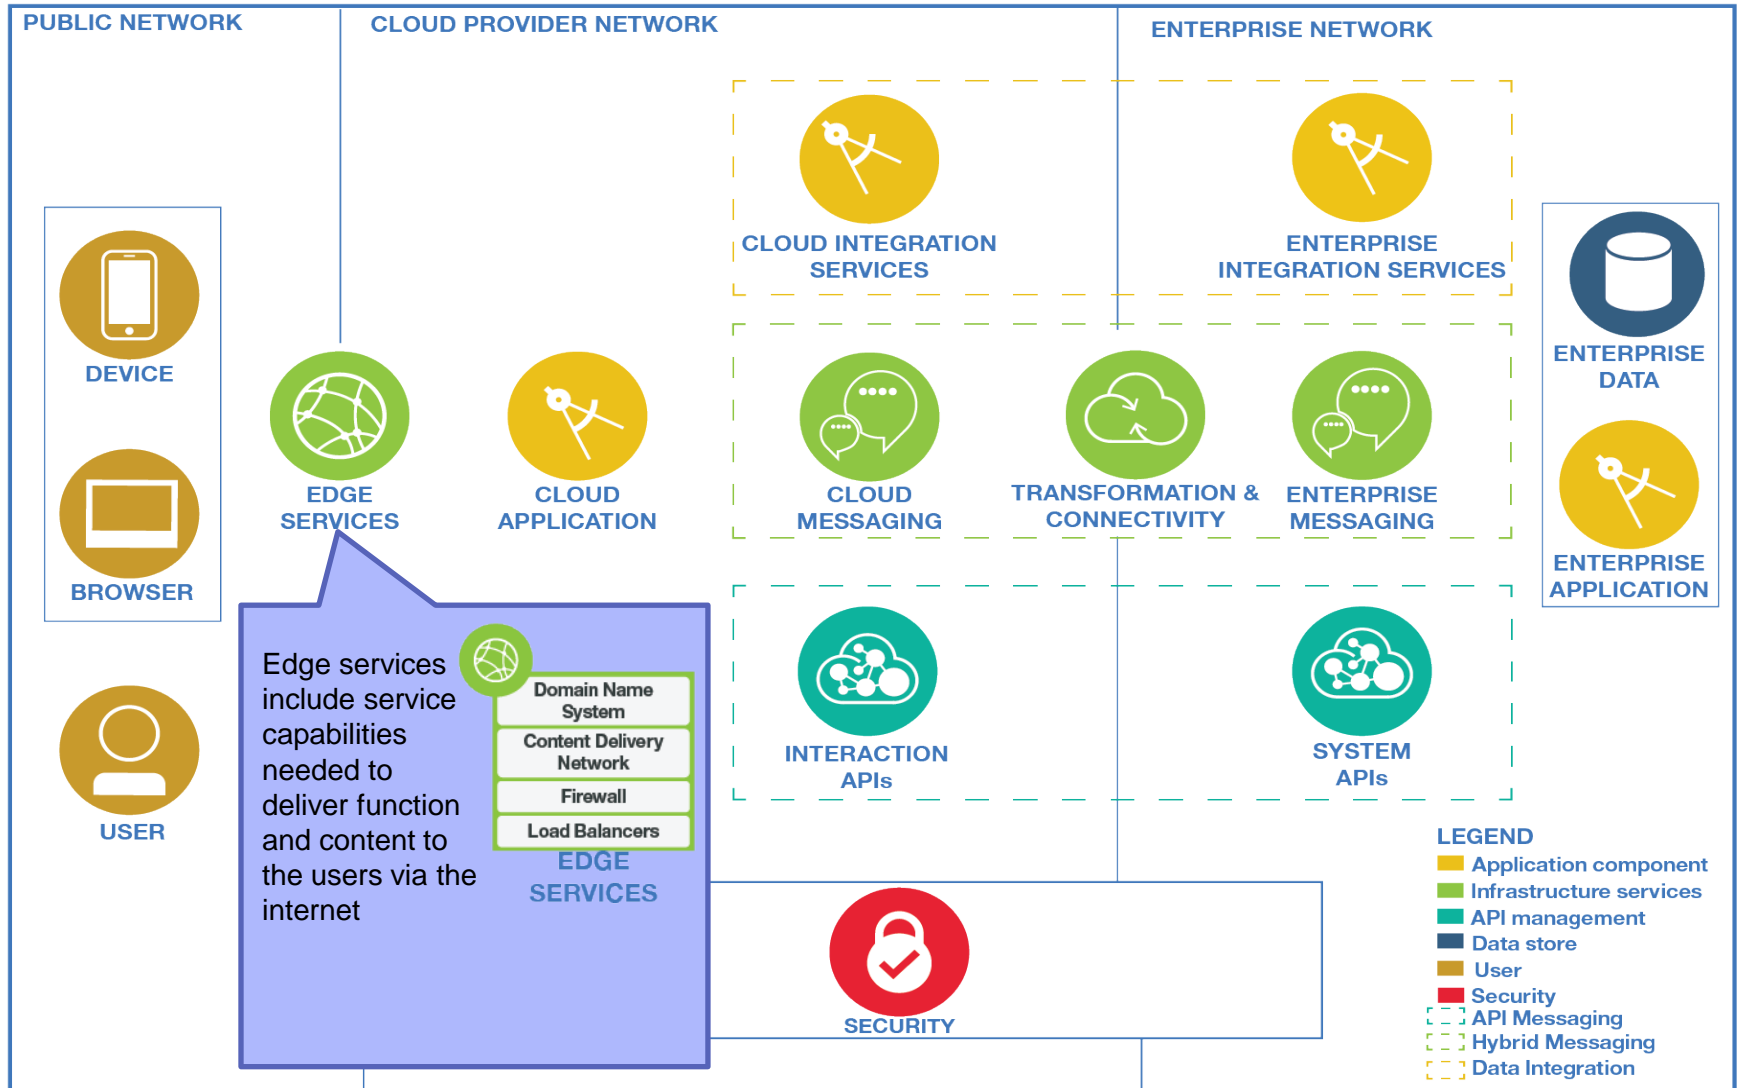 PUBLIC NETWORK
CLOUD PROVIDER NETWORK
ENTERPRISE NETWORK
CLOUD INTEGRATION
SERVICES
ENTERPRISE
INTEGRATION SERVICES
DEVICE
BROWSER
USER
EDGE
SERVICES
CLOUD
APPLICATION
CLOUD
MESSAGING
TRANSFORMATION &
CONNECTIVITY
ENTERPRISE
MESSAGING
ENTERPRISE
DATA
ENTERPRISE
APPLICATION
Edge services
include service
capabilities
needed to
deliver function
and content to
the users via the
internet
Domain Name
System
Content Delivery
Network
Firewall
Load Balancers
EDGE
SERVICES
INTERACTION
APIs
SYSTEM
APIs
SECURITY
LEGEND
Application component
Infrastructure services
API management
Data store
User
Security
API Messaging
Hybrid Messaging
Data Integration